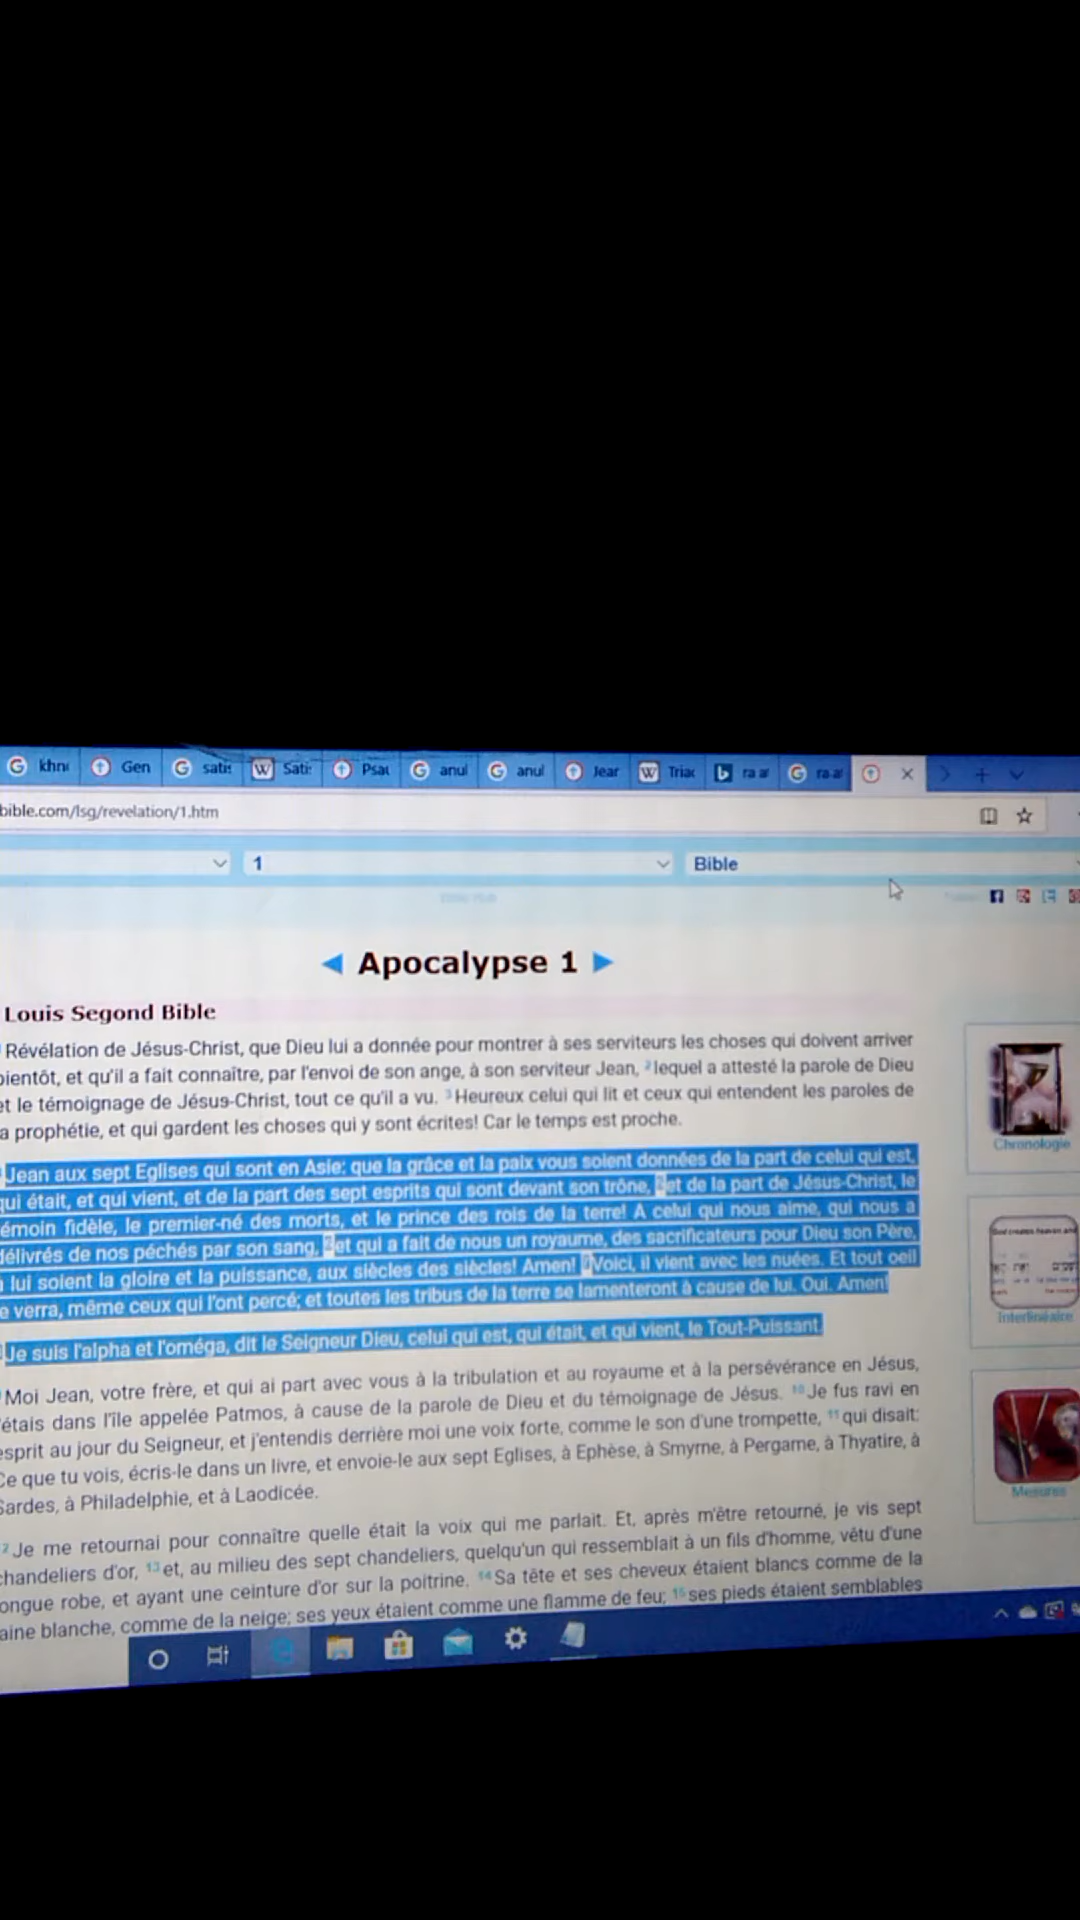 khn Gen satis Satis Psau anul anul Jear Triac ra ar ra ar
bible.com/lsg/revelation/1.htm
1 Bible
Apocalypse 1
Louis Segond Bible
Révélation de Jésus-Christ, que Dieu lui a donnée pour montrer à ses serviteurs les choses qui doivent arriver
bientôt, et qu'il a fait connaître, par l'envoi de son ange, à son serviteur Jean, 2 lequel a attesté la parole de Dieu
et le témoignage de Jésus-Christ, tout ce qu'il a vu. 3 Heureux celui qui lit et ceux qui entendent les paroles de
a prophétie, et qui gardent les choses qui y sont écrites! Car le temps est proche.
Jean aux sept Eglises qui sont en Asie: que la grâce et la paix vous soient données de la part de celui qui est,
qui était, et qui vient, et de la part des sept esprits qui sont devant son trône, et de la part de Jésus-Christ, le
émoin fidèle, le premier-né des morts, et le prince des rois de la terre! A celui qui nous aime, qui nous a
délivrés de nos péchés par son sang, et qui a fait de nous un royaume, des sacrificateurs pour Dieu son Père,
à lui soient la gloire et la puissance, aux siècles des siècles! Amen! Voici, il vient avec les nuées. Et tout oeil
e verra, même ceux qui l'ont percé; et toutes les tribus de la terre se lamenteront à cause de lui. Oui. Amen!
Je suis l'alpha et l'oméga, dit le Seigneur Dieu, celui qui est, qui était, et qui vient, le Tout-Puissant.
Moi Jean, votre frère, et qui ai part avec vous à la tribulation et au royaume et à la persévérance en Jésus,
'étais dans l'île appelée Patmos, à cause de la parole de Dieu et du témoignage de Jésus. 10 Je fus ravi en
esprit au jour du Seigneur, et j'entendis derrière moi une voix forte, comme le son d'une trompette, 11 qui disait:
Ce que tu vois, écris-le dans un livre, et envoie-le aux sept Eglises, à Ephèse, à Smyrne, à Pergame, à Thyatire, à
Sardes, à Philadelphie, et à Laodicée.
12 Je me retournai pour connaître quelle était la voix qui me parlait. Et, après m'être retourné, je vis sept
chandeliers d'or, 13 et, au milieu des sept chandeliers, quelqu'un qui ressemblait à un fils d'homme, vêtu d'une
longue robe, et ayant une ceinture d'or sur la poitrine. 14 Sa tête et ses cheveux étaient blancs comme de la
aine blanche, comme de la neige; ses yeux étaient comme une flamme de feu; 15 ses pieds étaient semblables
Chronologie
God creates heaven and
Interlinéaire
Mesures